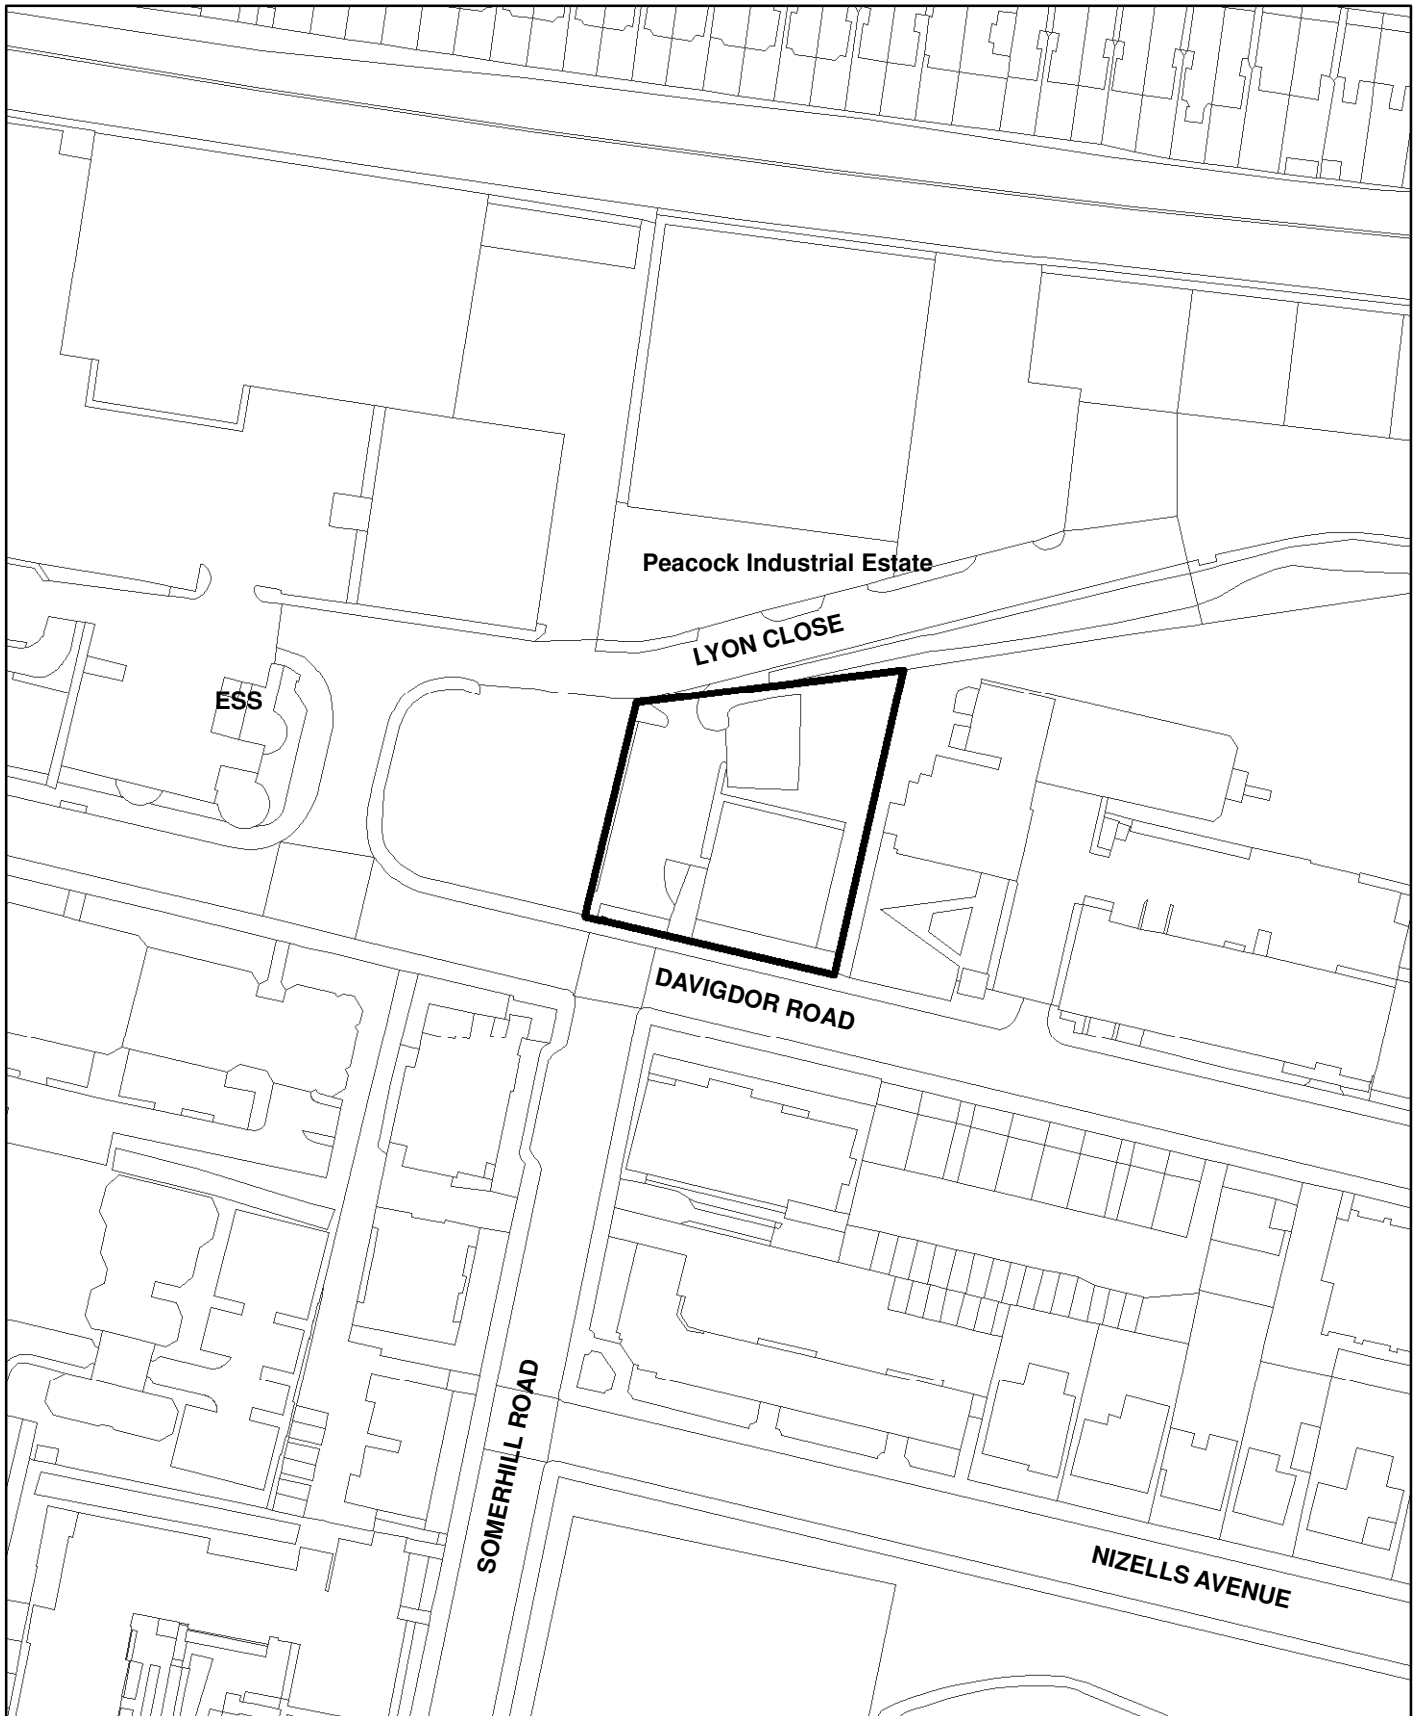 Peacock Industrial Estate
LYON CLOSE
ESS
DAVIGDOR ROAD
SOMERHILL ROAD
NIZELLS AVENUE